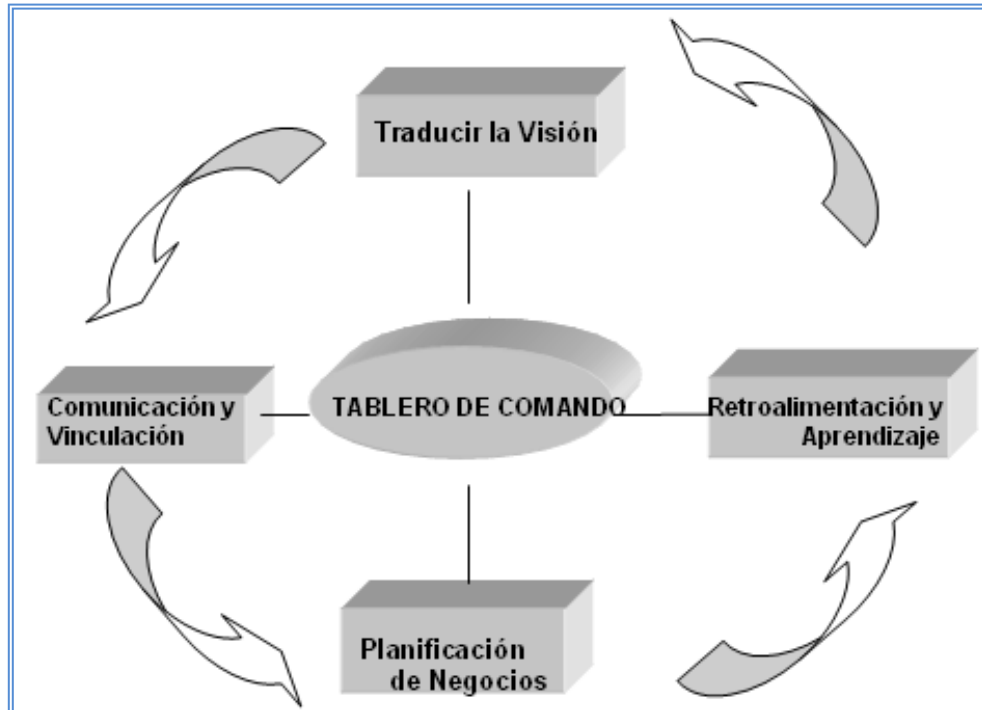 Traducir la Visión
Comunicación y
Vinculación
TABLERO DE COMANDO
Retroalimentación y
Aprendizaje
Planificación
de Negocios